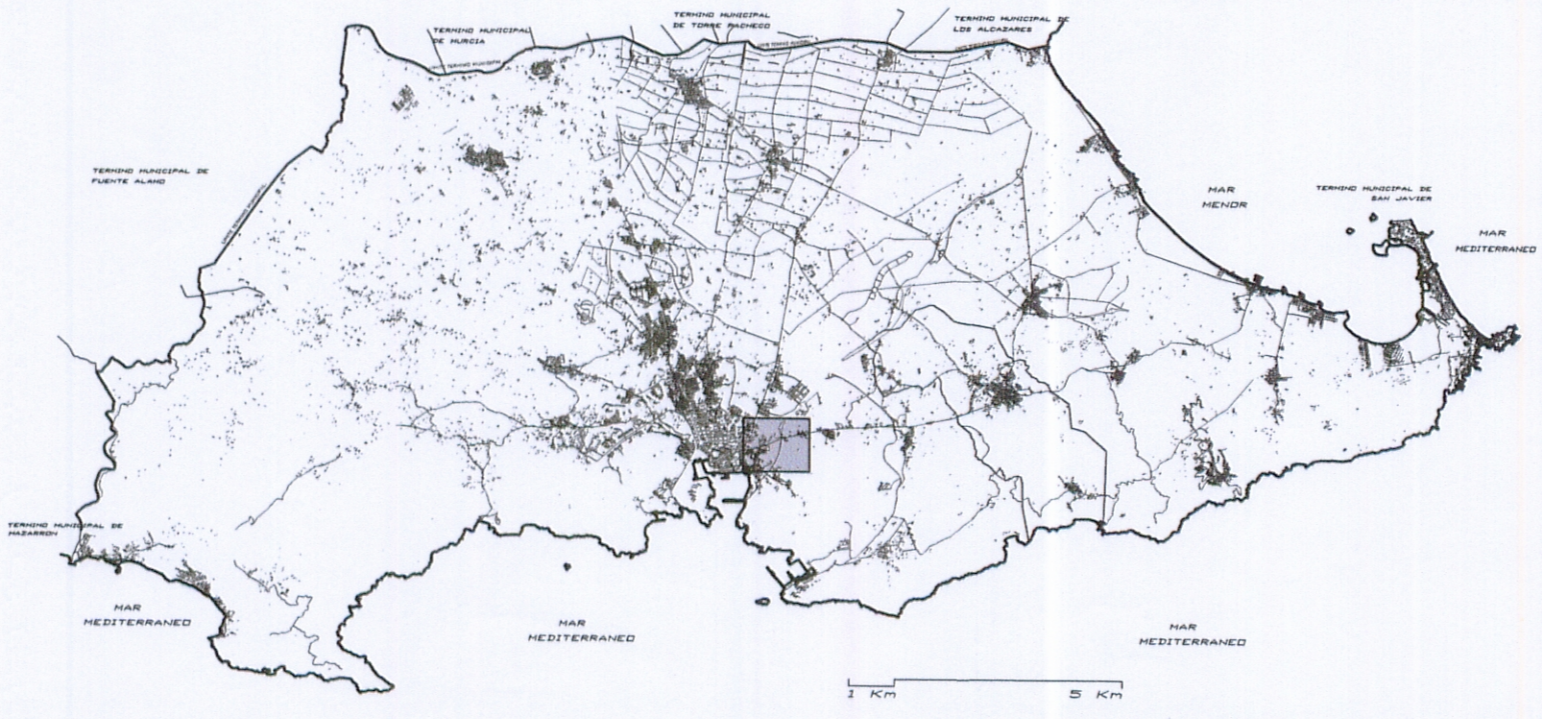 TERMINO MUNICIPAL
DE TORRE PACHECO
TERMINO MUNICIPAL DE
LOS ALCAZARES
TERMINO MUNICIPAL
DE MURCIA
TERMINO MUNICIPAL DE
FUENTE ALAMO
MAR
MENOR
TERMINO MUNICIPAL DE
SAN JAVIER
MAR
MEDITERRANEO
TERMINO MUNICIPAL DE
MAZARRON
MAR
MEDITERRANEO
MAR
MEDITERRANEO
MAR
MEDITERRANEO
1 Km
5 Km